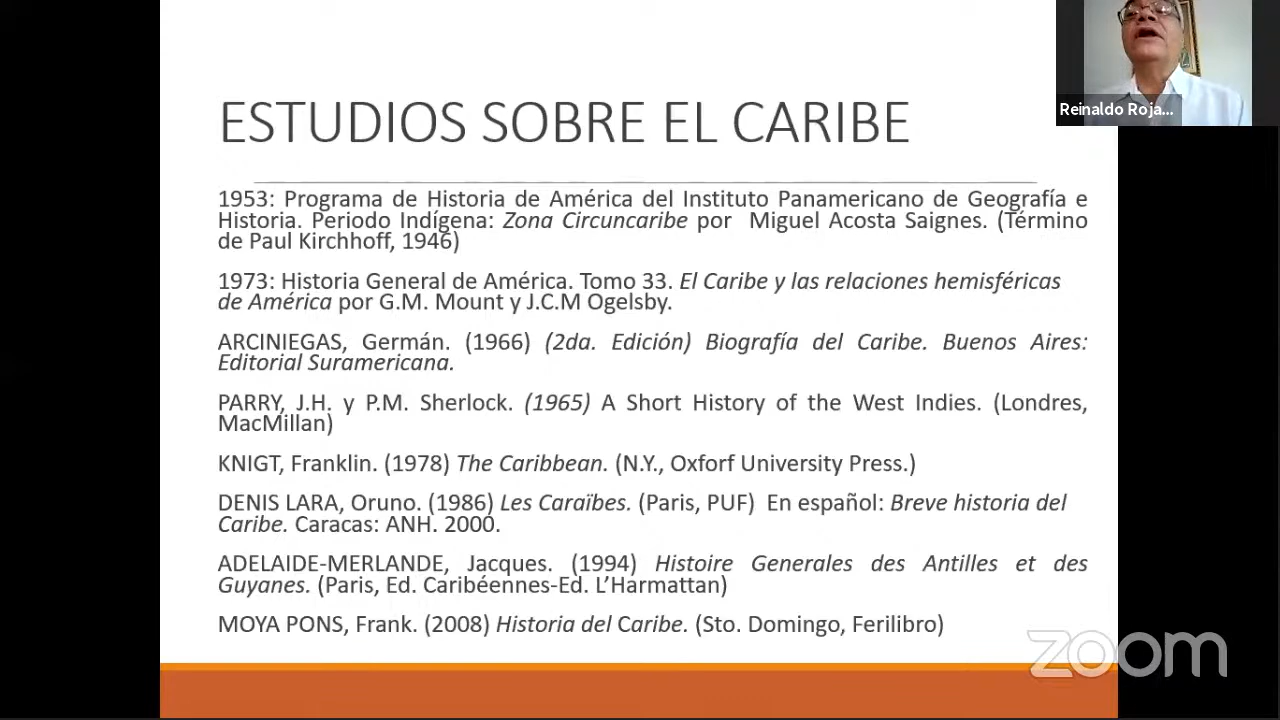 ESTUDIOS SOBRE EL CARIBE
Reinaldo Roja...
1953: Programa de Historia de América del Instituto Panamericano de Geografía e
Historia. Periodo Indígena: Zona Circuncaribe por Miguel Acosta Saignes. (Término
de Paul Kirchhoff, 1946)
1973: Historia General de América. Tomo 33. El Caribe y las relaciones hemisféricas
de América por G.M. Mount y J.C.M Ogelsby.
ARCINIEGAS, Germán. (1966) (2da. Edición) Biografía del Caribe. Buenos Aires:
Editorial Suramericana.
PARRY, J.H. y P.M. Sherlock. (1965) A Short History of the West Indies. (Londres,
MacMillan)
KNIGT, Franklin. (1978) The Caribbean. (N.Y., Oxforf University Press.)
DENIS LARA, Oruno. (1986) Les Caraïbes. (Paris, PUF) En español: Breve historia del
Caribe. Caracas: ANH. 2000.
ADELAIDE-MERLANDE, Jacques. (1994) Histoire Generales des Antilles et des
Guyanes. (Paris, Ed. Caribéennes-Ed. L’Harmattan)
MOYA PONS, Frank. (2008) Historia del Caribe. (Sto. Domingo, Ferilibro)
zoom